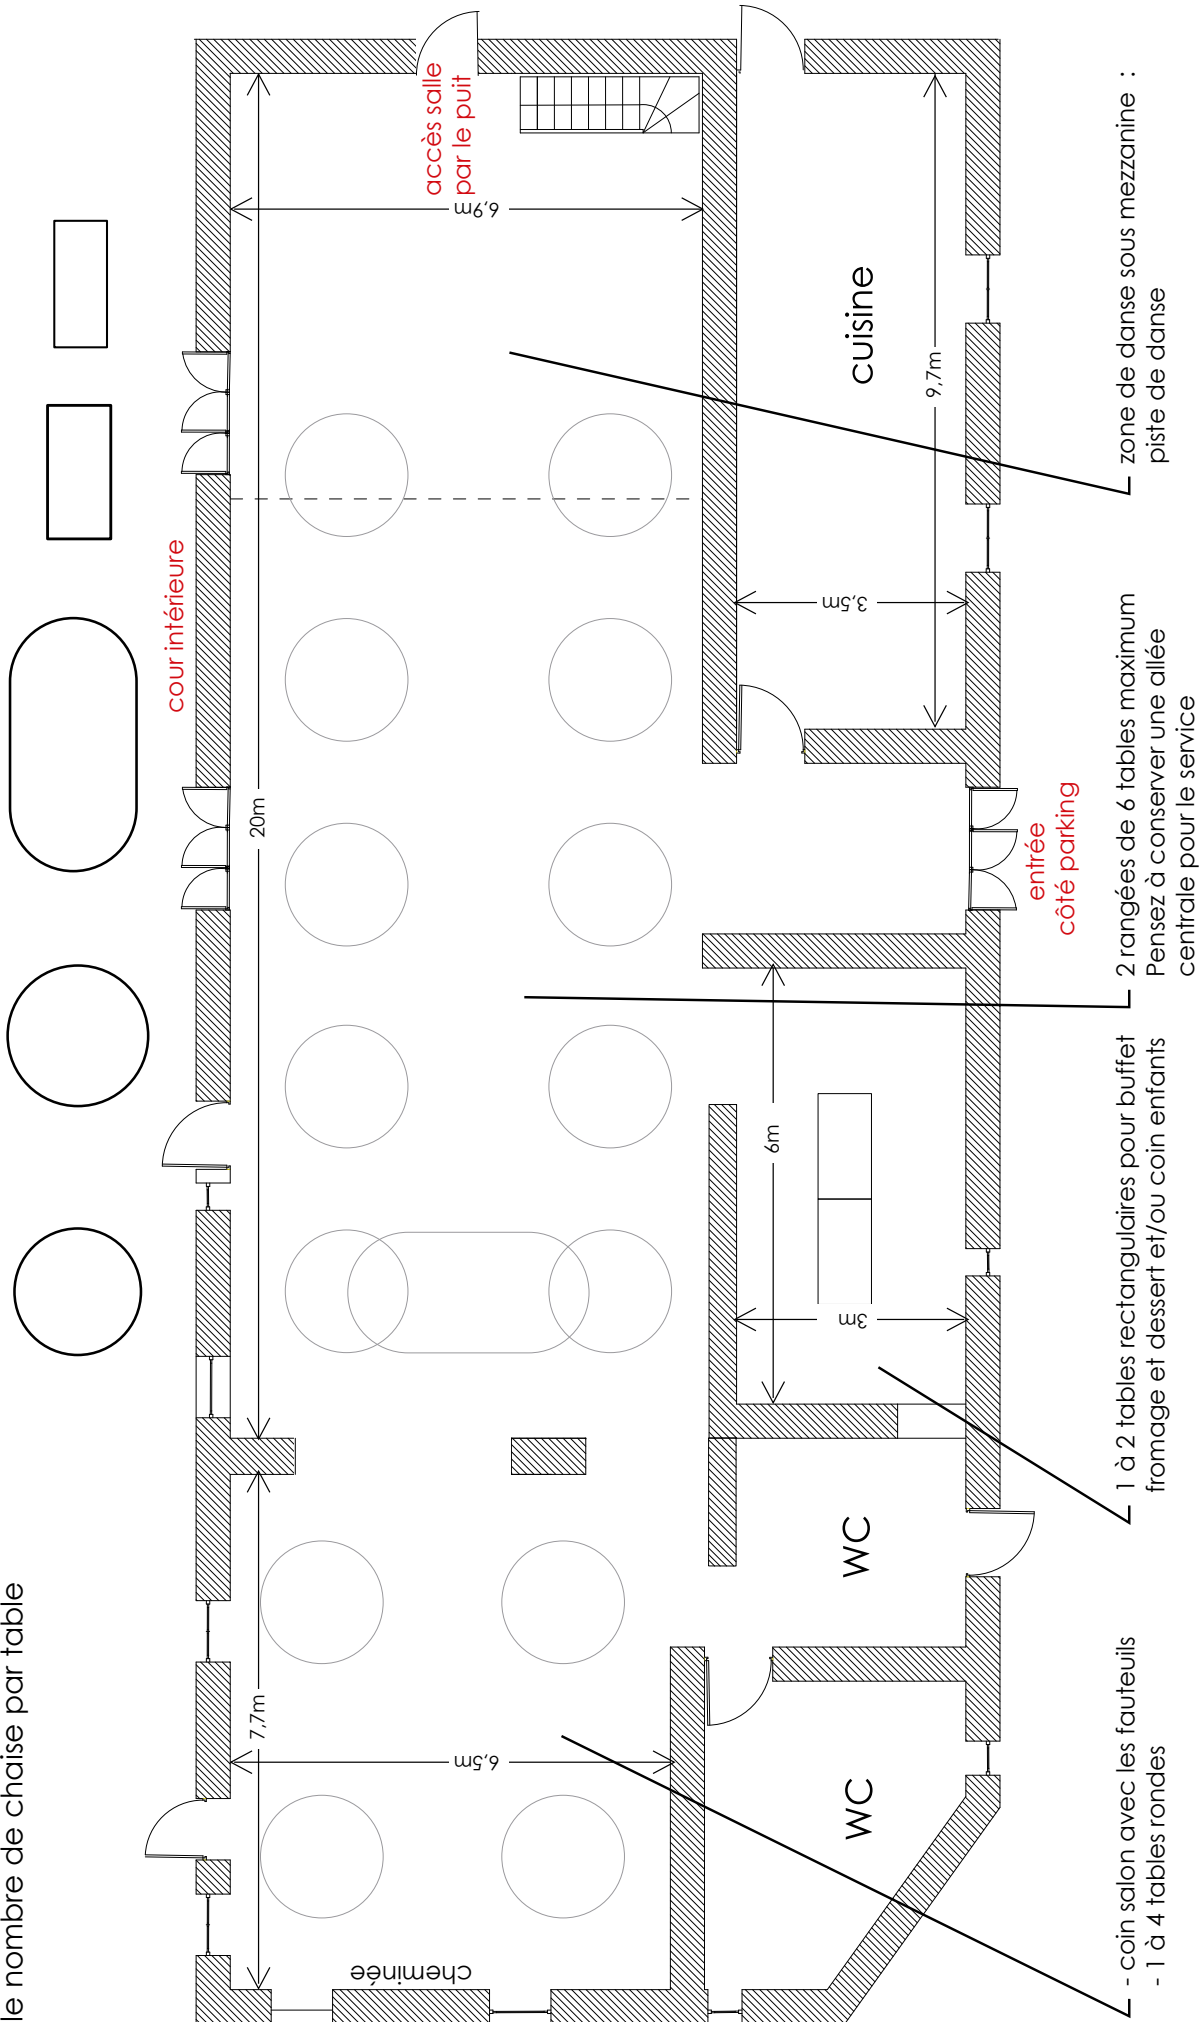 le nombre de chaise par table
cour intérieure
accès salle
par le puit
20m
6,9m
cuisine
9,7m
3,5m
entrée
côté parking
6m
3m
7,7m
6,5m
cheminée
WC
WC
- coin salon avec les fauteuils
- 1 à 4 tables rondes
1 à 2 tables rectangulaires pour buffet
fromage et dessert et/ou coin enfants
2 rangées de 6 tables maximum
Pensez à conserver une allée
centrale pour le service
zone de danse sous mezzanine :
piste de danse